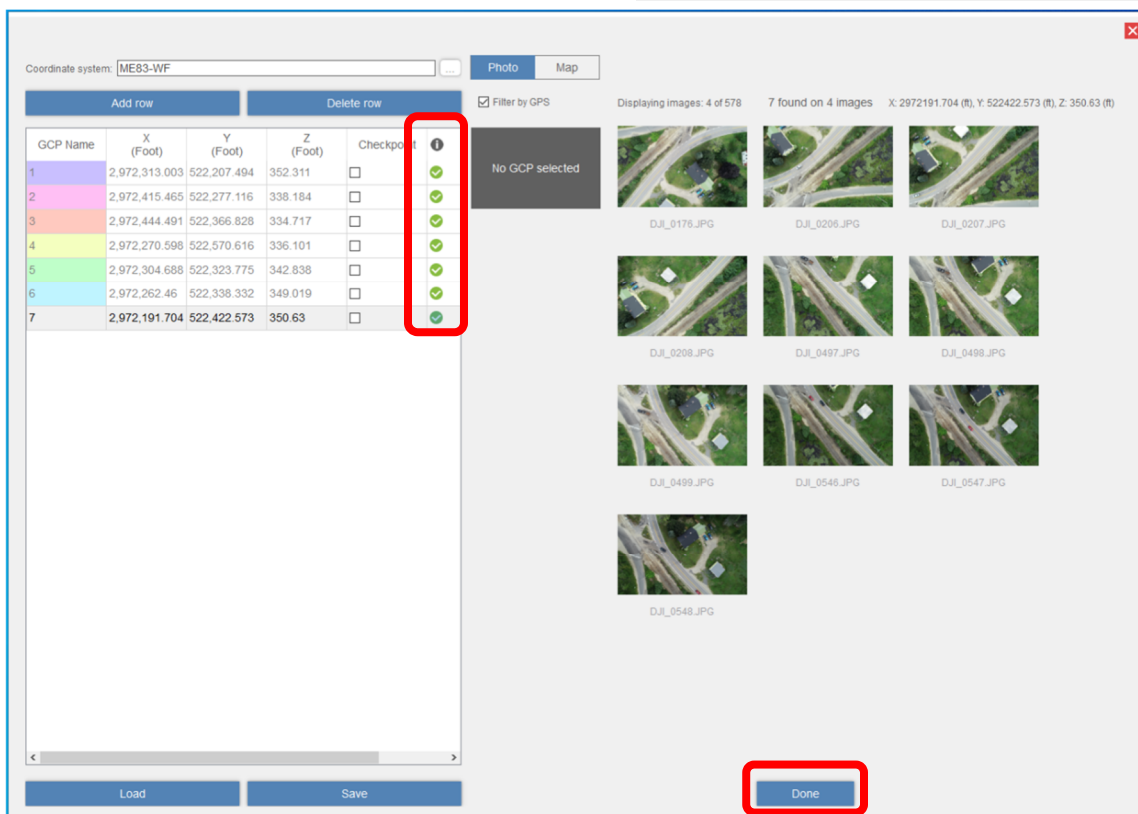 Coordinate system: ME83-WF ...
Photo Map
Add row Delete row
Filter by GPS
Displaying images: 4 of 578 7 found on 4 images X: 2972191.704 (ft), Y: 522422.573 (ft), Z: 350.63 (ft)
GCP Name X (Foot) Y (Foot) Z (Foot) Checkpoint
1 2,972,313.003 522,207.494 352.311
2 2,972,415.465 522,277.116 338.184
3 2,972,444.491 522,366.828 334.717
4 2,972,270.598 522,570.616 336.101
5 2,972,304.688 522,323.775 342.838
6 2,972,262.46 522,338.332 349.019
7 2,972,191.704 522,422.573 350.63
No GCP selected
DJI_0176.JPG DJI_0206.JPG DJI_0207.JPG
DJI_0208.JPG DJI_0497.JPG DJI_0498.JPG
DJI_0499.JPG DJI_0546.JPG DJI_0547.JPG
DJI_0548.JPG
Load Save Done